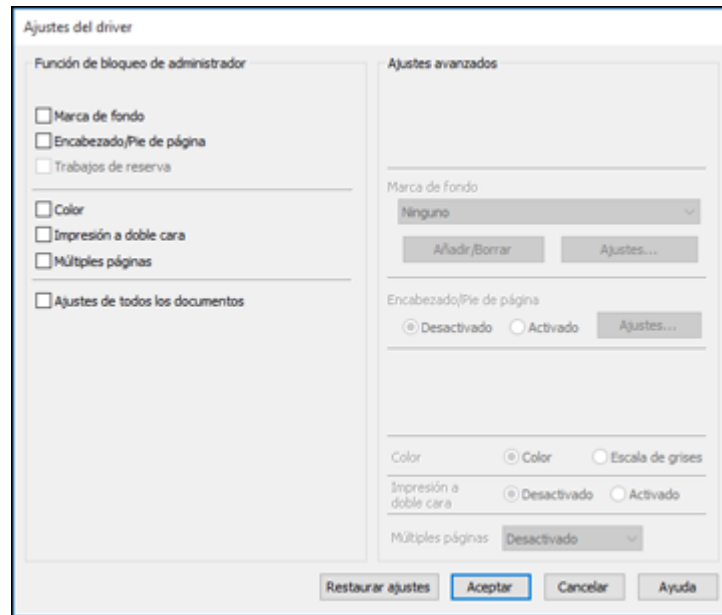 Ajustes del driver
Función de bloqueo de administrador
Marca de fondo
Encabezado/Pie de página
Trabajos de reserva
Color
Impresión a doble cara
Múltiples páginas
Ajustes de todos los documentos
Ajustes avanzados
Marca de fondo
Ninguno
Añadir/Borrar Ajustes...
Encabezado/Pie de página
Desactivado Activado Ajustes...
Color Color Escala de grises
Impresión a
doble cara Desactivado Activado
Múltiples páginas Desactivado
Restaurar ajustes Aceptar Cancelar Ayuda